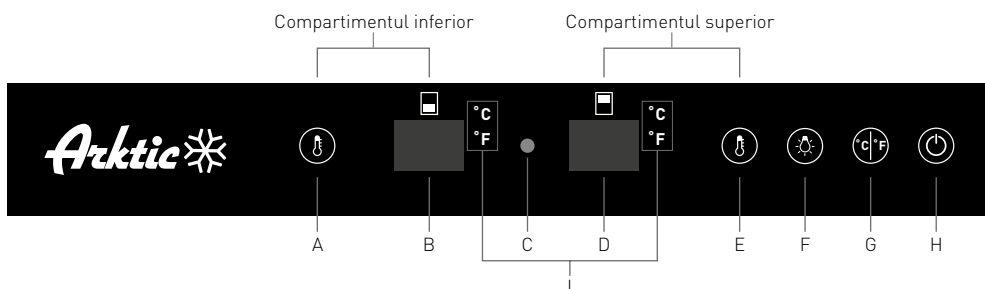 Compartimentul inferior Compartimentul superior
°C °C
Arktic
°F °F
°C °F
A B C D E F G H
I